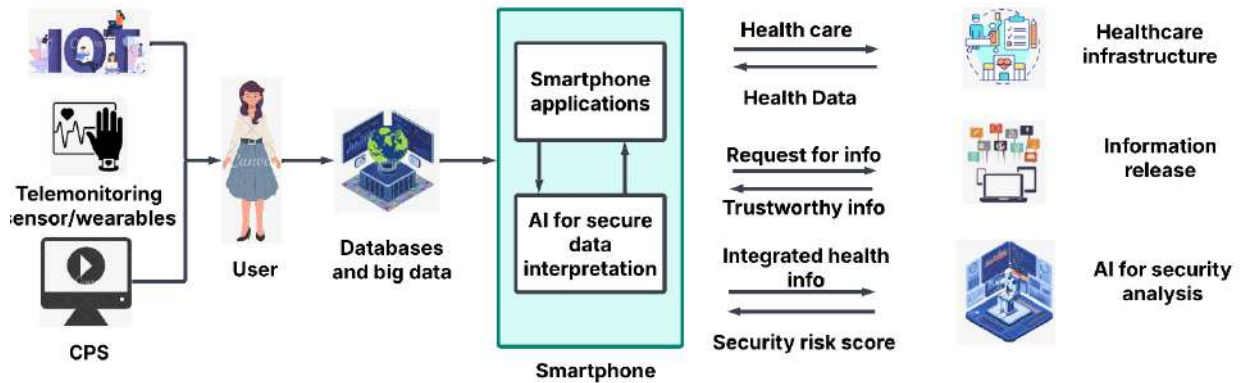 IOT
Telemonitoring
sensor/wearables
CPS
User
Databases
and big data
Smartphone
applications
AI for secure
data
interpretation
Smartphone
Health care
Health Data
Request for info
Trustworthy info
Integrated health
info
Security risk score
Healthcare
infrastructure
Information
release
AI for security
analysis